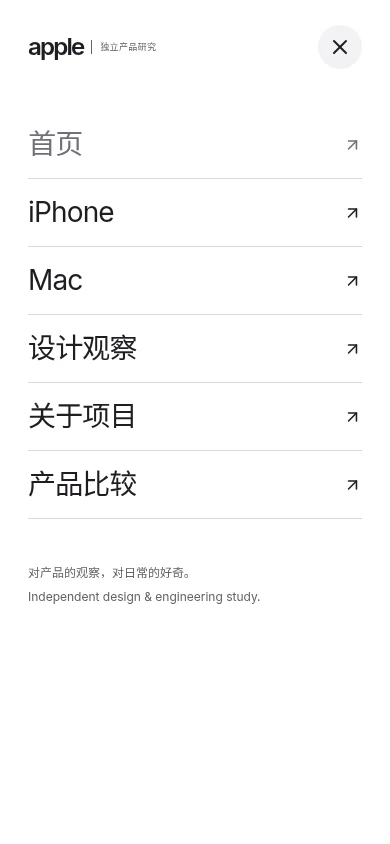 apple | 独立产品研究
首页
iPhone
Mac
设计观察
关于项目
产品比较
对产品的观察，对日常的好奇。
Independent design & engineering study.